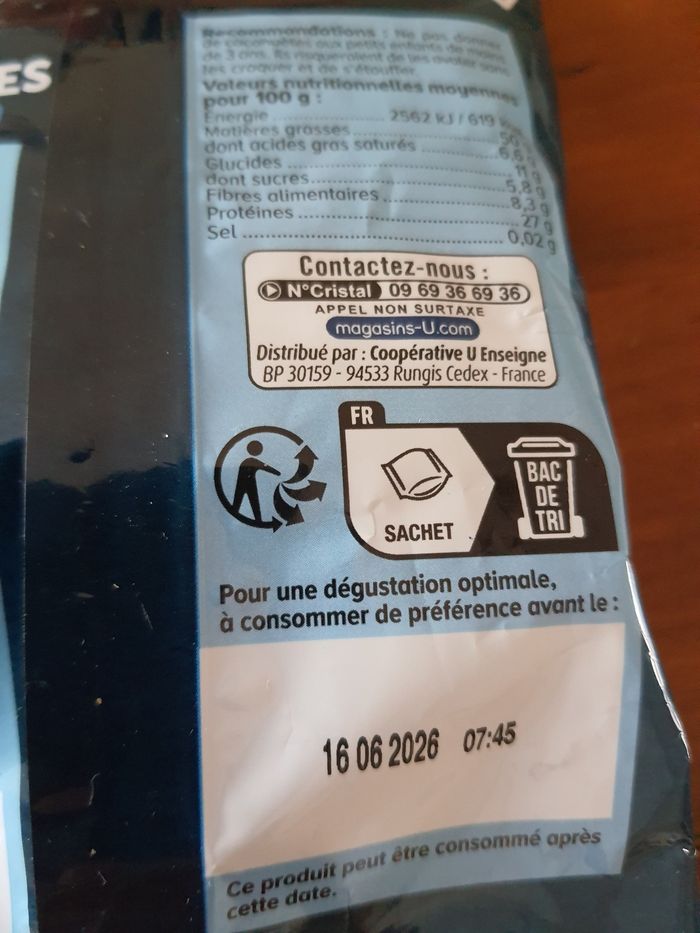 ES
Recommandations : Ne pas donner
de cacahuètes aux petits enfants de moins
de 3 ans. Ils risqueraient de les avaler sans
les croquer et de s'étouffer.
Valeurs nutritionnelles moyennes
pour 100 g :
Énergie ........ 2562 kJ / 619
Matières grasses ........ 50
dont acides gras saturés ........ 6,6
Glucides ........ 11 g
dont sucres ........ 5,8 g
Fibres alimentaires ........ 8,3 g
Protéines ........ 27 g
Sel ........ 0,02 g
Contactez-nous :
N°Cristal 09 69 36 69 36
APPEL NON SURTAXE
magasins-U.com
Distribué par : Coopérative U Enseigne
BP 30159 - 94533 Rungis Cedex - France
FR
SACHET
BAC
DE
TRI
Pour une dégustation optimale,
à consommer de préférence avant le :
16 06 2026 07:45
Ce produit peut être consommé après
cette date.